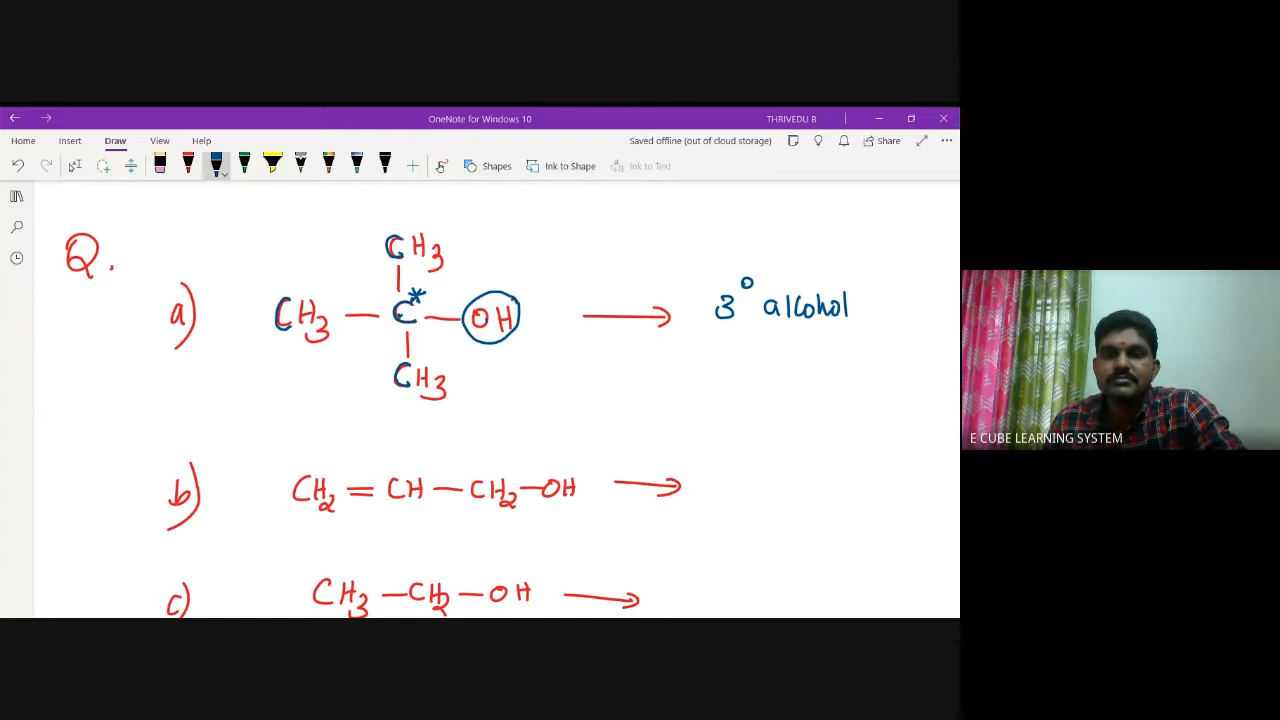 OneNote for Windows 10
THRIVEDU B
Home Insert Draw View Help
Saved offline (out of cloud storage)
Share
Shapes
Ink to Shape
Ink to Text
Q.
CH3
a) CH3 — C* — OH → 3° alcohol
CH3
b) CH2 = CH — CH2 — OH →
c) CH3 — CH2 — OH →
E CUBE LEARNING SYSTEM